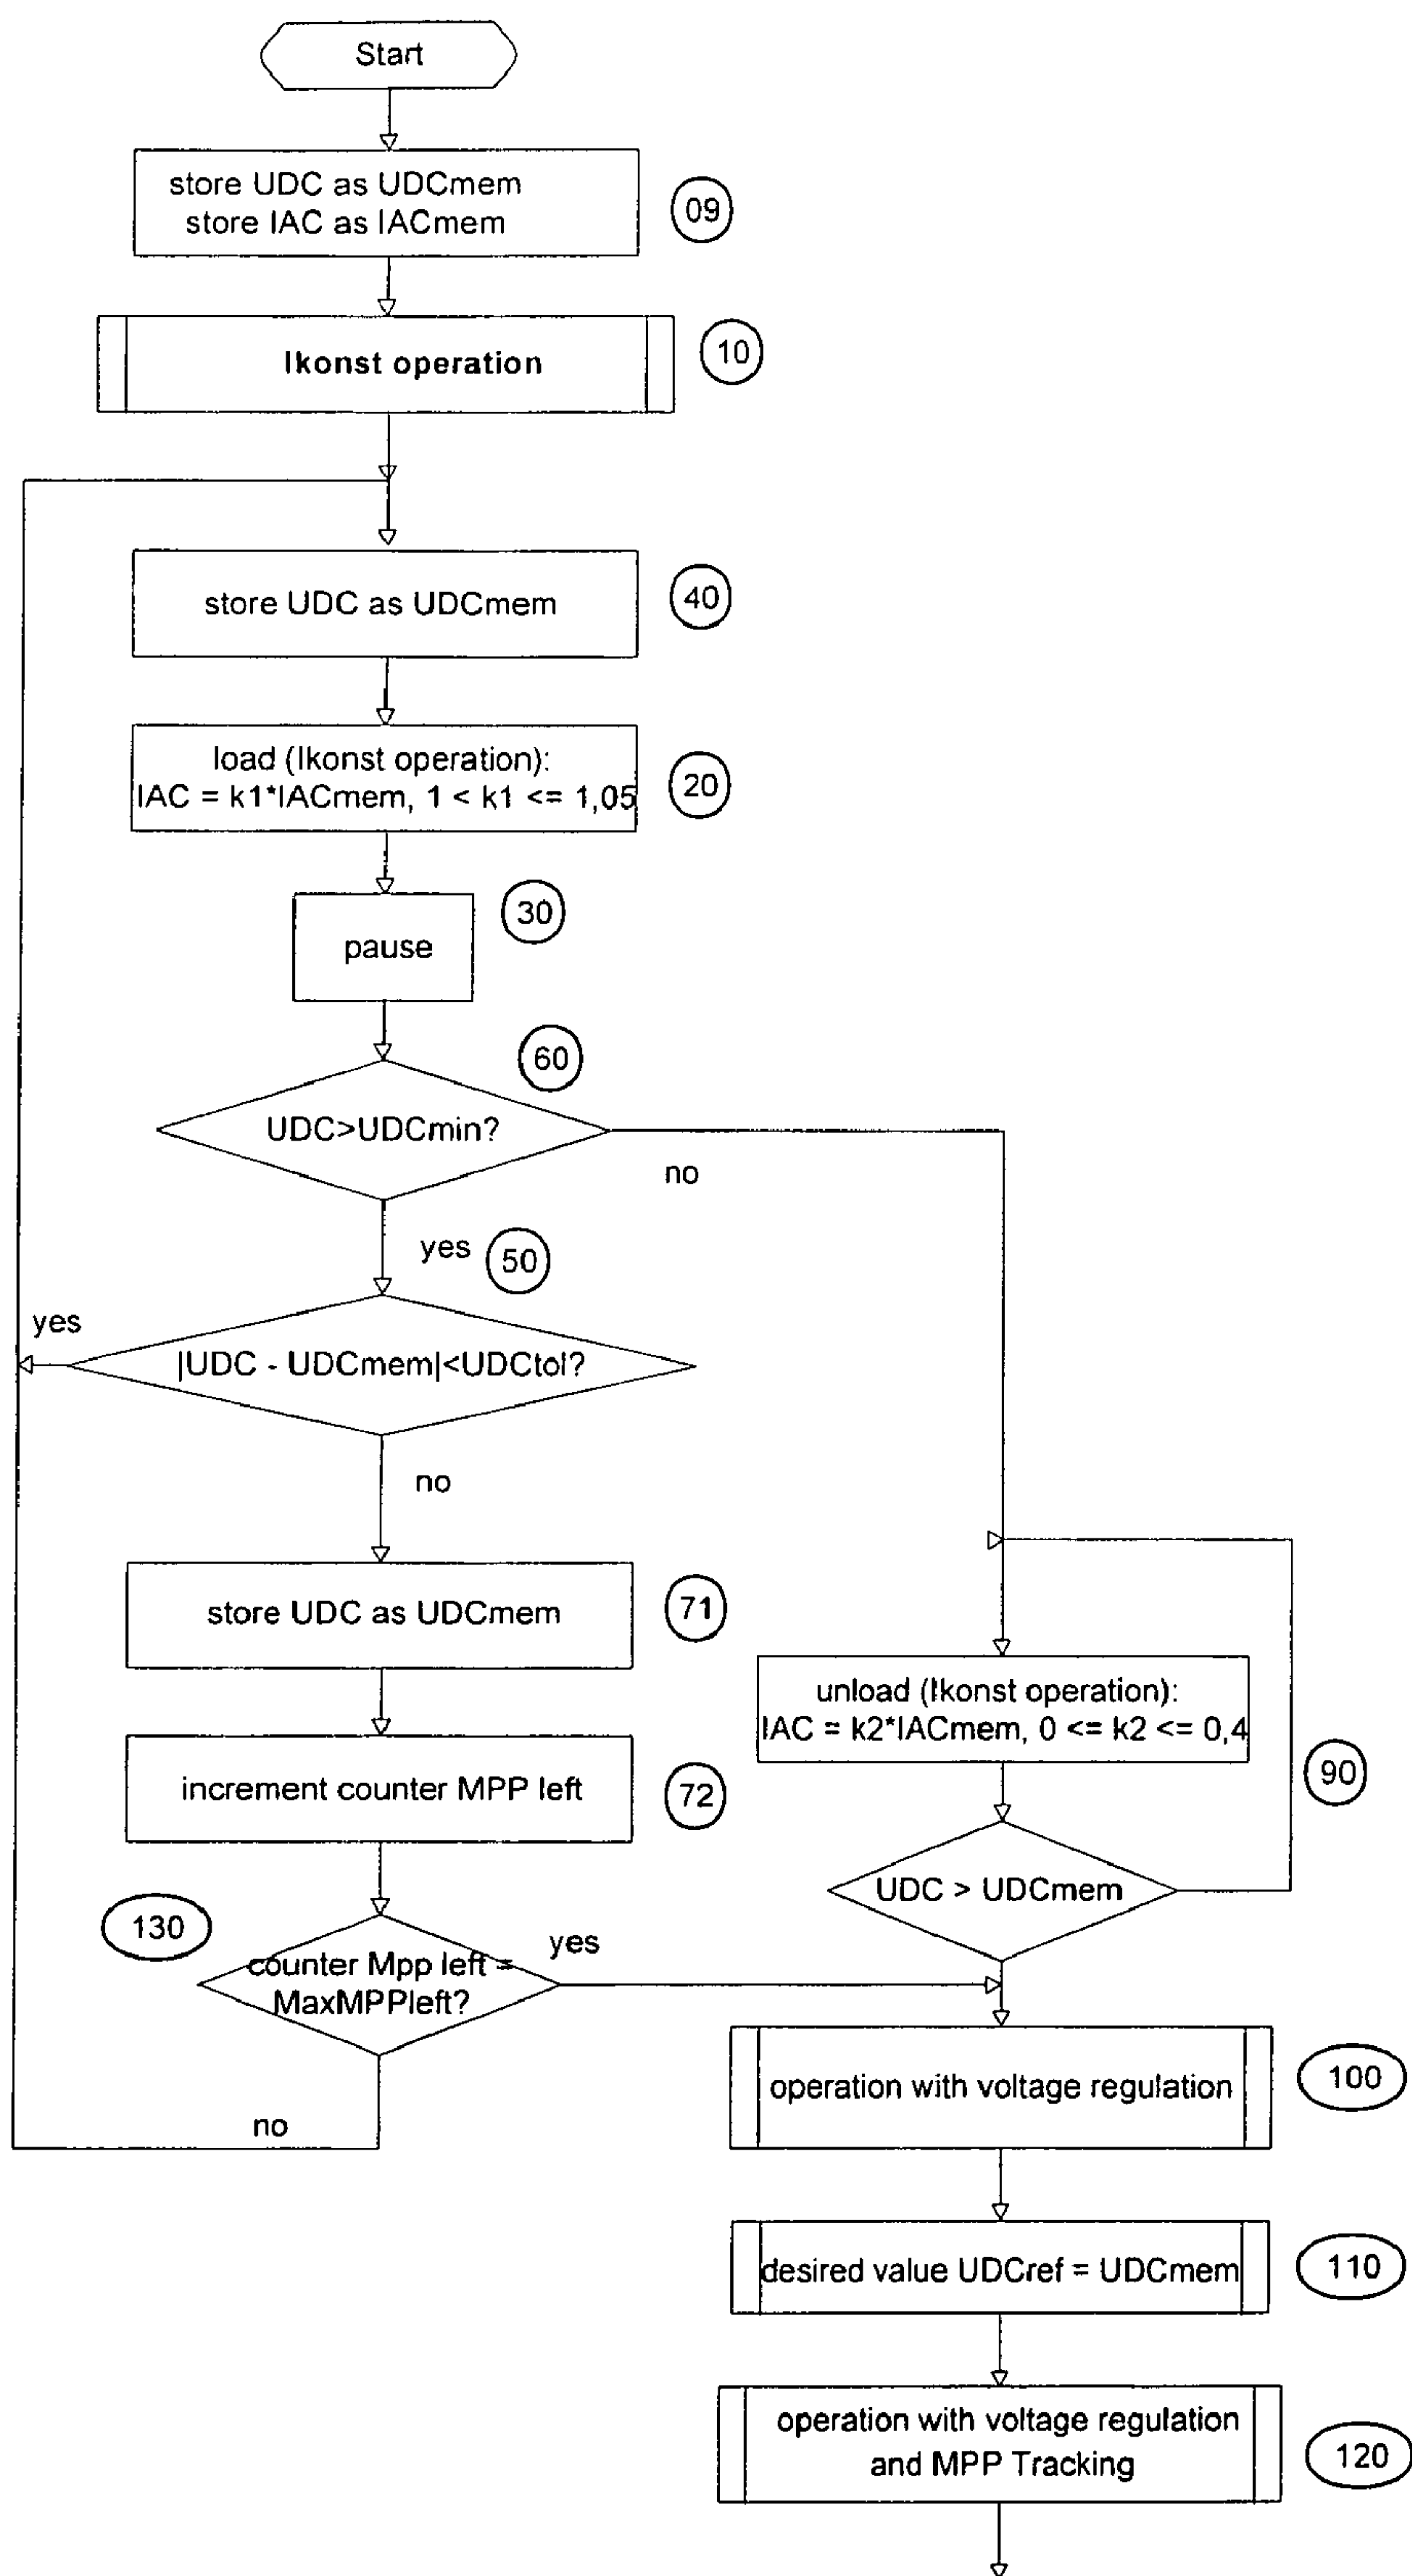 Start
store UDC as UDCmem
store IAC as IACmem
09
Ikonst operation
10
store UDC as UDCmem
40
load (Ikonst operation):
IAC = k1*IACmem, 1 < k1 <= 1,05
20
pause
30
60
UDC>UDCmin?
no
yes
50
yes
|UDC - UDCmem|<UDCtol?
no
store UDC as UDCmem
71
unload (Ikonst operation):
IAC = k2*IACmem, 0 <= k2 <= 0,4
90
increment counter MPP left
72
UDC > UDCmem
130
counter Mpp left =
MaxMPPleft?
yes
no
operation with voltage regulation
100
desired value UDCref = UDCmem
110
operation with voltage regulation
and MPP Tracking
120